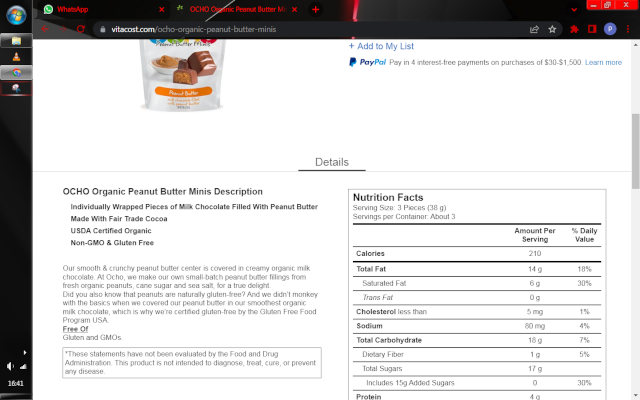 WhatsApp
OCHO Organic Peanut Butter Mi
vitacost.com/ocho-organic-peanut-butter-minis
P
Peanut Butter
+ Add to My List
PayPal Pay in 4 interest-free payments on purchases of $30-$1,500. Learn more
Details
OCHO Organic Peanut Butter Minis Description
Individually Wrapped Pieces of Milk Chocolate Filled With Peanut Butter
Made With Fair Trade Cocoa
USDA Certified Organic
Non-GMO & Gluten Free
Our smooth & crunchy peanut butter center is covered in creamy organic milk
chocolate. At Ocho, we make our own small-batch peanut butter fillings from
fresh organic peanuts, cane sugar and sea salt, for a true delight.
Did you also know that peanuts are naturally gluten-free? And we didn't monkey
with the basics when we covered our peanut butter in our smoothest organic
milk chocolate, which is why we're certified gluten-free by the Gluten Free Food
Program USA.
Free Of
Gluten and GMOs.
*These statements have not been evaluated by the Food and Drug
Administration. This product is not intended to diagnose, treat, cure, or prevent
any disease.
Nutrition Facts
Serving Size: 3 Pieces (38 g)
Servings per Container: About 3
Amount Per Serving % Daily Value
Calories 210
Total Fat 14 g 18%
Saturated Fat 6 g 30%
Trans Fat 0 g
Cholesterol less than 5 mg 1%
Sodium 80 mg 4%
Total Carbohydrate 18 g 7%
Dietary Fiber 1 g 5%
Total Sugars 17 g
Includes 15g Added Sugars 0 30%
Protein 4 g
16:41